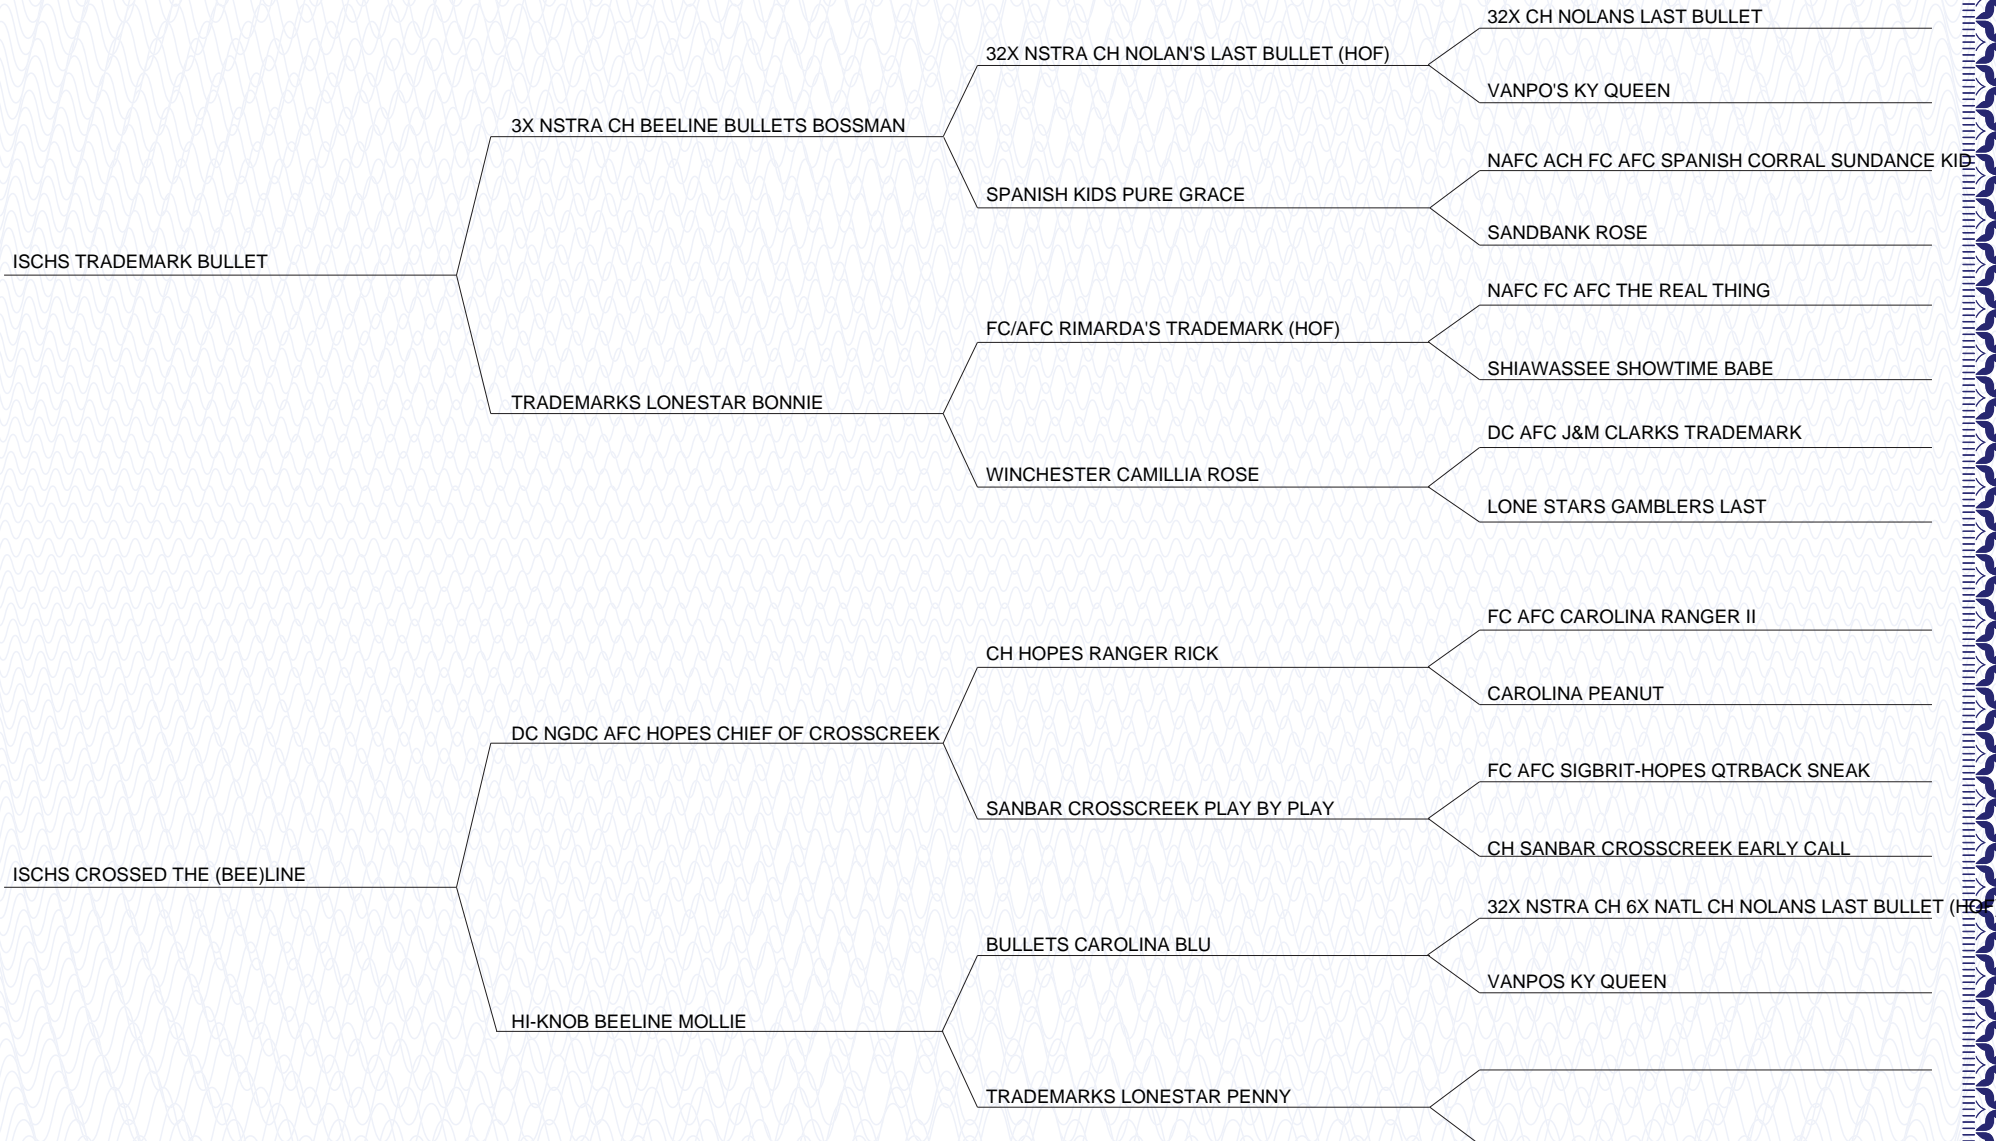 32X CH NOLANS LAST BULLET
32X NSTRA CH NOLAN'S LAST BULLET (HOF)
VANPO'S KY QUEEN
3X NSTRA CH BEELINE BULLETS BOSSMAN
NAFC ACH FC AFC SPANISH CORRAL SUNDANCE KID
SPANISH KIDS PURE GRACE
SANDBANK ROSE
ISCHS TRADEMARK BULLET
NAFC FC AFC THE REAL THING
FC/AFC RIMARDA'S TRADEMARK (HOF)
SHIAWASSEE SHOWTIME BABE
TRADEMARKS LONESTAR BONNIE
DC AFC J&M CLARKS TRADEMARK
WINCHESTER CAMILLIA ROSE
LONE STARS GAMBLERS LAST
FC AFC CAROLINA RANGER II
CH HOPES RANGER RICK
CAROLINA PEANUT
DC NGDC AFC HOPES CHIEF OF CROSSCREEK
FC AFC SIGBRIT-HOPES QTRBACK SNEAK
SANBAR CROSSCREEK PLAY BY PLAY
CH SANBAR CROSSCREEK EARLY CALL
ISCHS CROSSED THE (BEE)LINE
32X NSTRA CH 6X NATL CH NOLANS LAST BULLET (HOF
BULLETS CAROLINA BLU
VANPOS KY QUEEN
HI-KNOB BEELINE MOLLIE
TRADEMARKS LONESTAR PENNY